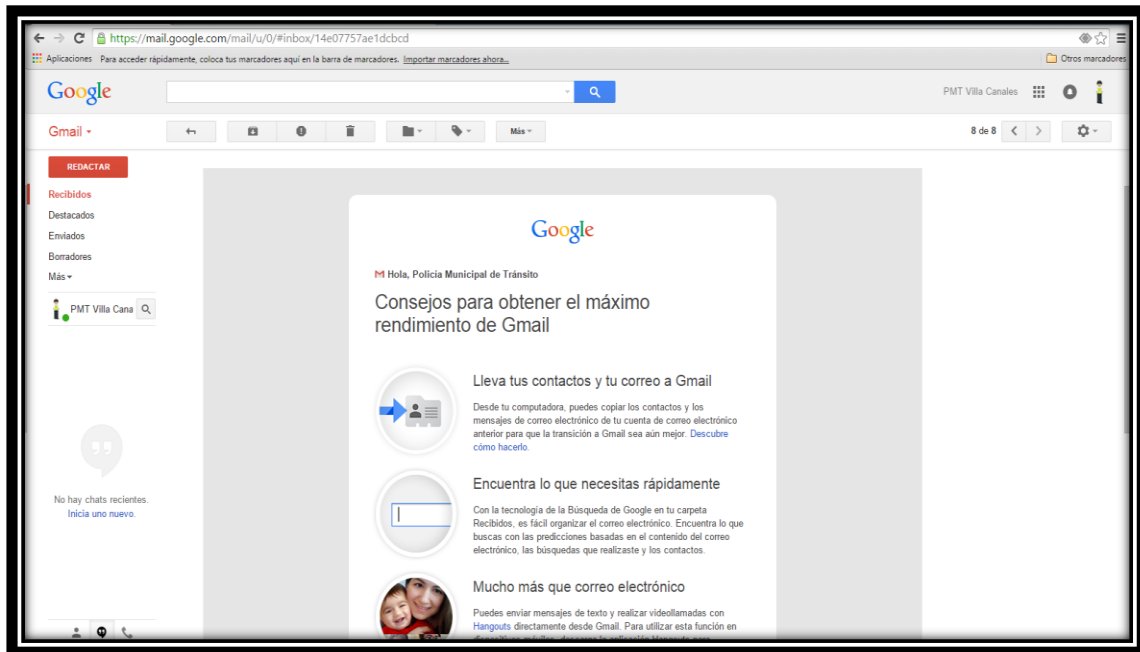 https://mail.google.com/mail/u/0/#inbox/14e07757ae1dcbcd
Aplicaciones Para acceder rápidamente, coloca tus marcadores aquí en la barra de marcadores. Importar marcadores ahora... Otros marcadores
Google PMT Villa Canales
Gmail Más 8 de 8
REDACTAR
Recibidos
Destacados
Enviados
Borradores
Más
PMT Villa Cana
No hay chats recientes.
Inicia uno nuevo.
Google
Hola, Policía Municipal de Tránsito
Consejos para obtener el máximo
rendimiento de Gmail
Lleva tus contactos y tu correo a Gmail
Desde tu computadora, puedes copiar los contactos y los
mensajes de correo electrónico de tu cuenta de correo electrónico
anterior para que la transición a Gmail sea aún mejor. Descubre
cómo hacerlo.
Encuentra lo que necesitas rápidamente
Con la tecnología de la Búsqueda de Google en tu carpeta
Recibidos, es fácil organizar el correo electrónico. Encuentra lo que
buscas con las predicciones basadas en el contenido del correo
electrónico, las búsquedas que realizaste y los contactos.
Mucho más que correo electrónico
Puedes enviar mensajes de texto y realizar videollamadas con
Hangouts directamente desde Gmail. Para utilizar esta función en
dispositivos móviles, descarga la aplicación Hangouts para